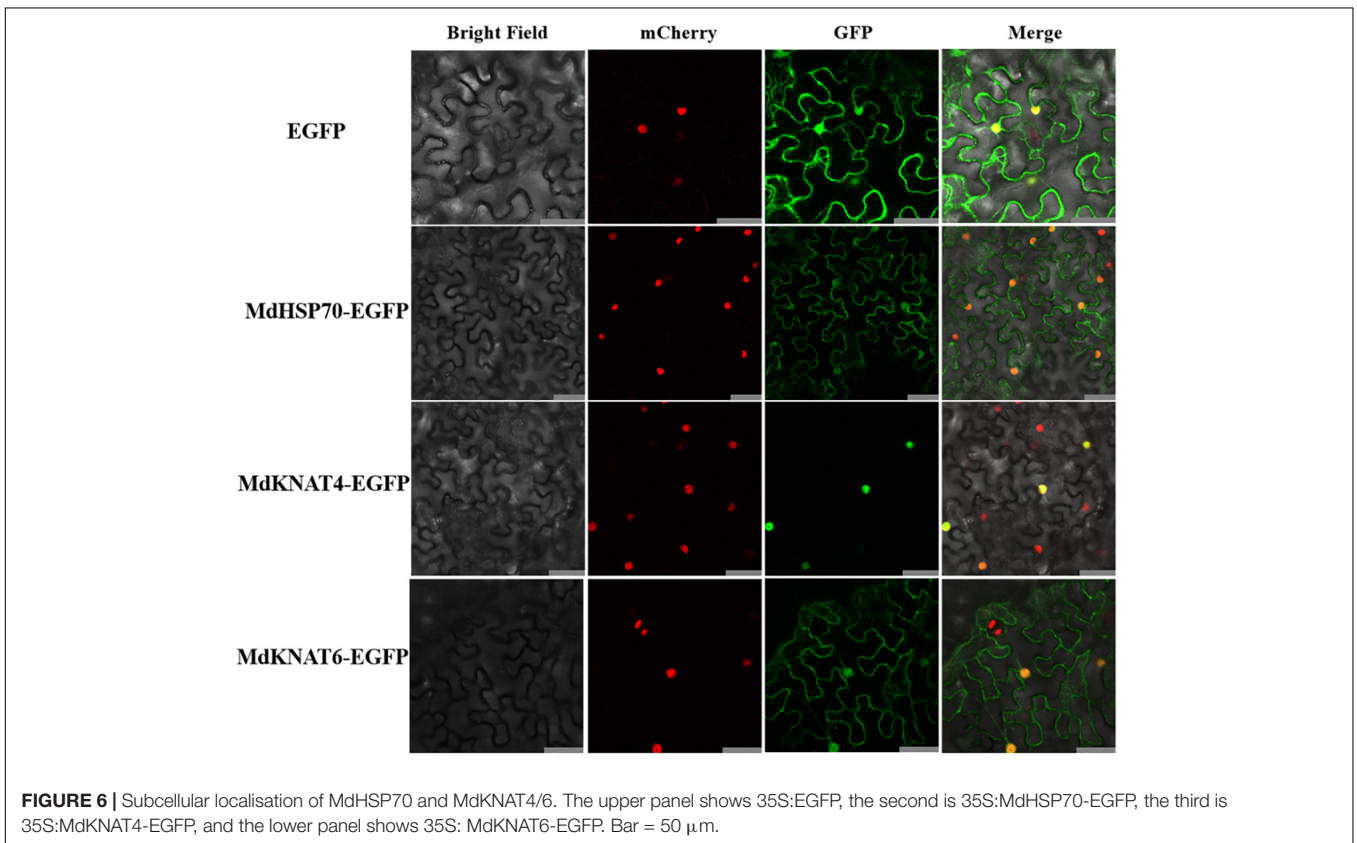 Bright Field mCherry GFP Merge
EGFP
MdHSP70-EGFP
MdKNAT4-EGFP
MdKNAT6-EGFP
FIGURE 6 | Subcellular localisation of MdHSP70 and MdKNAT4/6. The upper panel shows 35S:EGFP, the second is 35S:MdHSP70-EGFP, the third is
35S:MdKNAT4-EGFP, and the lower panel shows 35S: MdKNAT6-EGFP. Bar = 50 μm.